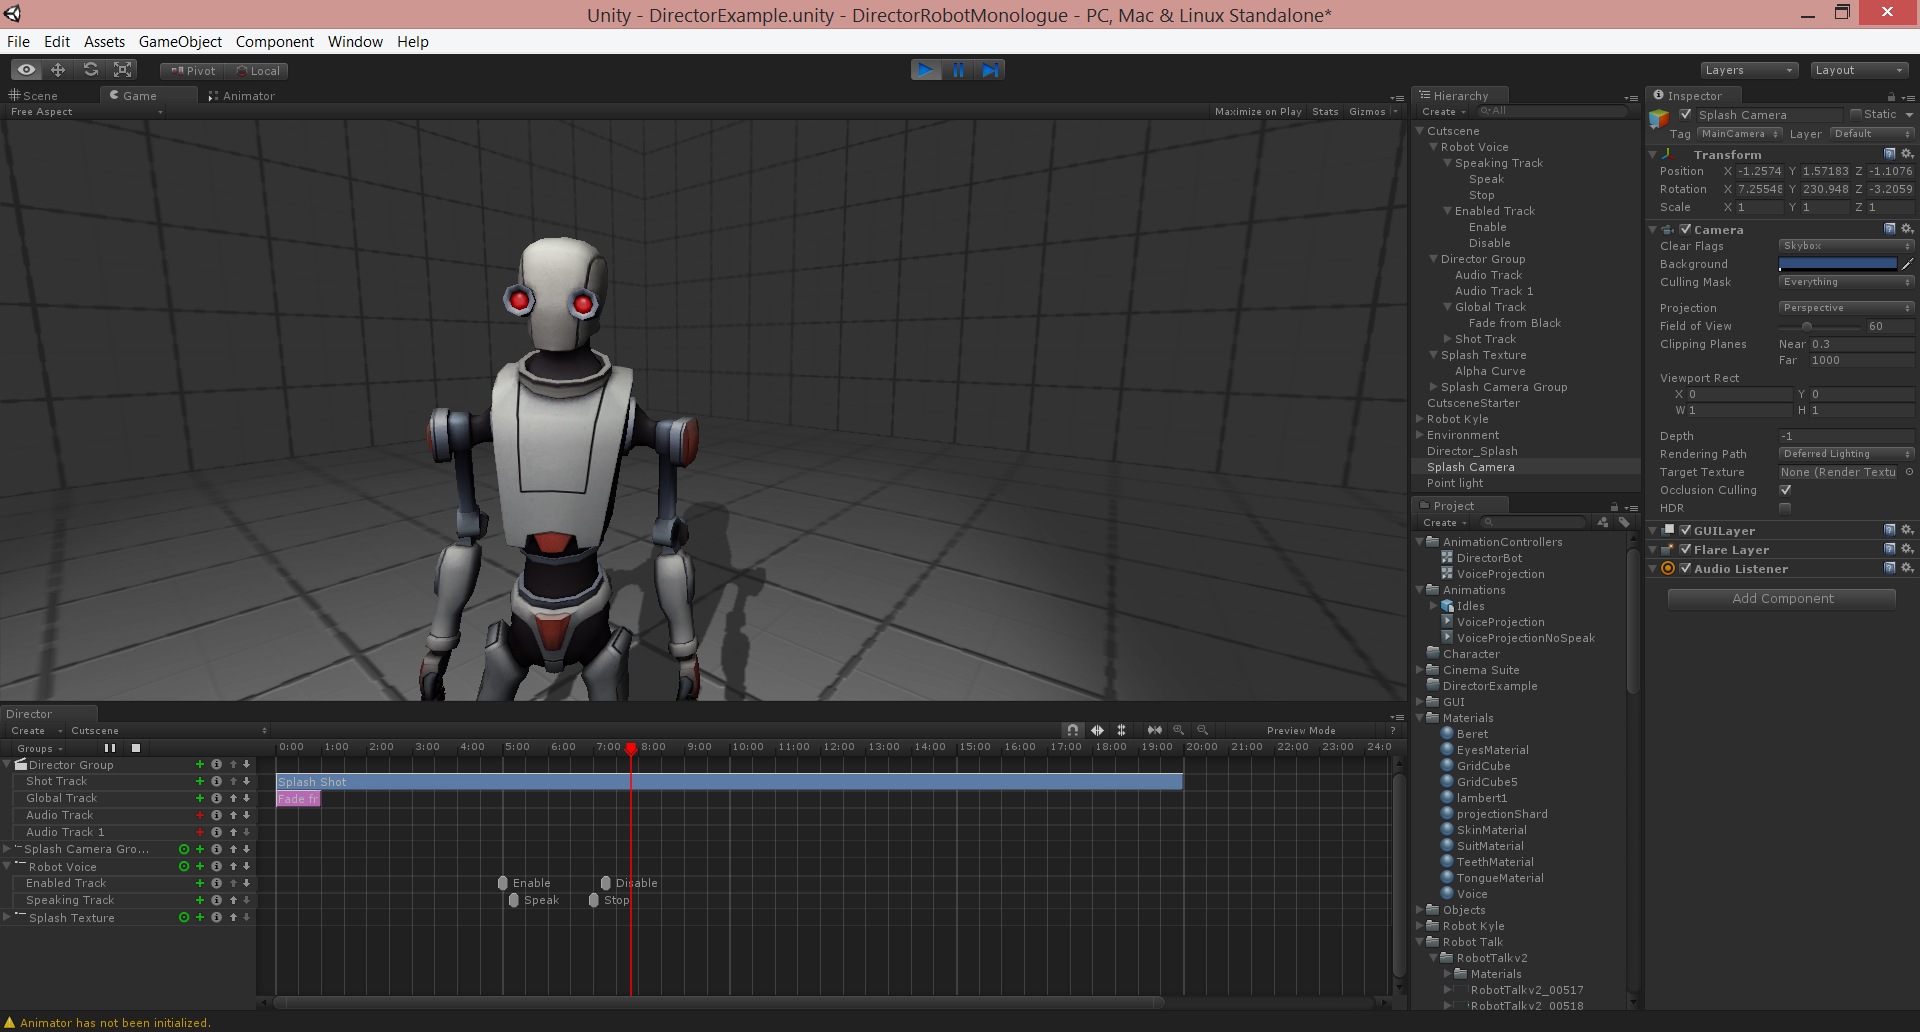 Unity - DirectorExample.unity - DirectorRobotMonologue - PC, Mac & Linux Standalone*
File Edit Assets GameObject Component Window Help
Pivot Local
Layers Layout
Scene Game Animator
Free Aspect Maximize on Play Stats Gizmos
Hierarchy
Create All
Cutscene
Robot Voice
Speaking Track
Speak
Stop
Enabled Track
Enable
Disable
Director Group
Audio Track
Audio Track 1
Global Track
Fade from Black
Shot Track
Splash Texture
Alpha Curve
Splash Camera Group
CutsceneStarter
Robot Kyle
Environment
Director_Splash
Splash Camera
Point light
Project
Create
AnimationControllers
DirectorBot
VoiceProjection
Animations
Idles
VoiceProjection
VoiceProjectionNoSpeak
Character
Cinema Suite
DirectorExample
GUI
Materials
Beret
EyesMaterial
GridCube
GridCube5
lambert1
projectionShard
SkinMaterial
SuitMaterial
TeethMaterial
TongueMaterial
Voice
Objects
Robot Kyle
Robot Talk
RobotTalkv2
Materials
RobotTalkv2_00517
RobotTalkv2_00518
Inspector
Splash Camera Static
Tag MainCamera Layer Default
Transform
Position X -1.2574 Y 1.57183 Z -1.1076
Rotation X 7.25548 Y 230.948 Z -3.2059
Scale X 1 Y 1 Z 1
Camera
Clear Flags Skybox
Background
Culling Mask Everything
Projection Perspective
Field of View 60
Clipping Planes Near 0.3
Far 1000
Viewport Rect
X 0 Y 0
W 1 H 1
Depth -1
Rendering Path Deferred Lighting
Target Texture None (Render Textu
Occlusion Culling
HDR
GUILayer
Flare Layer
Audio Listener
Add Component
Director
Create Cutscene Preview Mode ?
Groups 0:00 1:00 2:00 3:00 4:00 5:00 6:00 7:00 8:00 9:00 10:00 11:00 12:00 13:00 14:00 15:00 16:00 17:00 18:00 19:00 20:00 21:00 22:00 23:00 24:0
Director Group
Shot Track Splash Shot
Global Track Fade fr
Audio Track
Audio Track 1
Splash Camera Gro...
Robot Voice
Enabled Track Enable Disable
Speaking Track Speak Stop
Splash Texture
Animator has not been initialized.